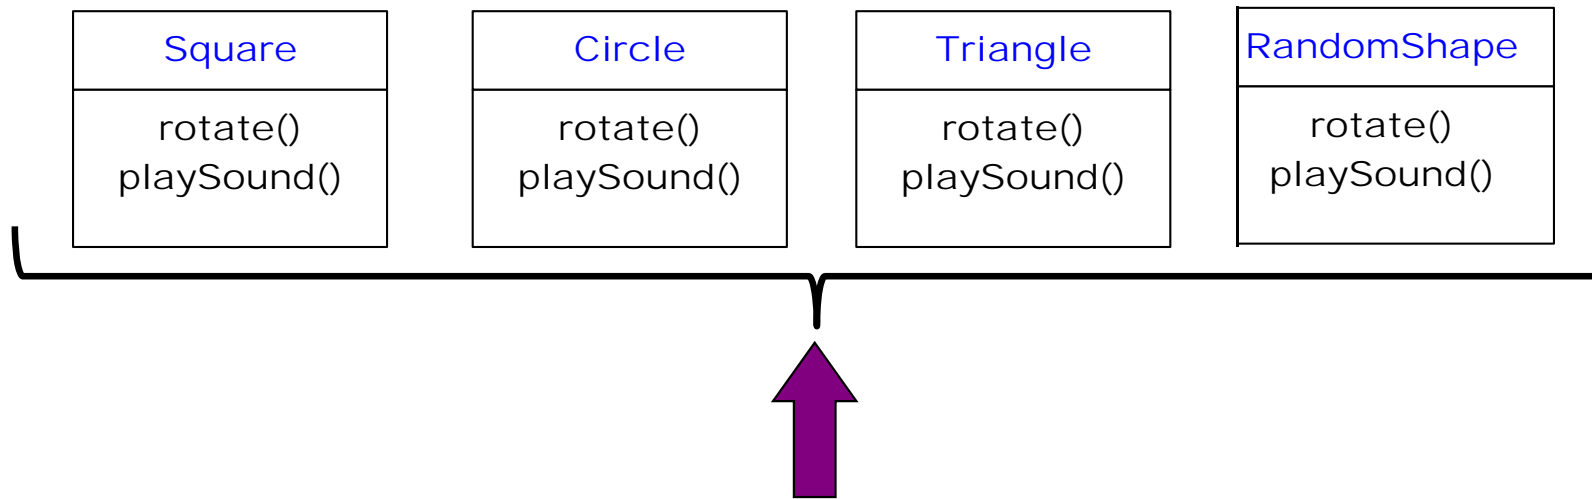 Square
rotate()
playSound()
Circle
rotate()
playSound()
Triangle
rotate()
playSound()
RandomShape
rotate()
playSound()